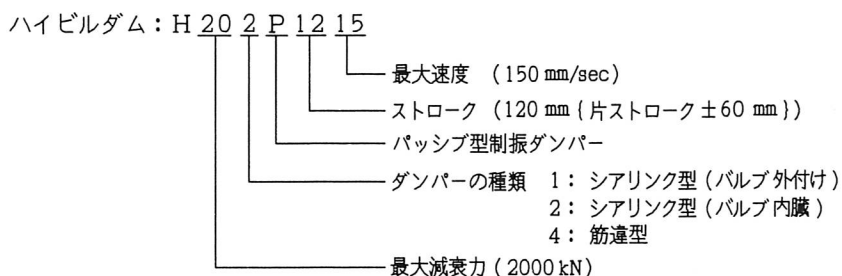 ハイビルダム：H 20 2 P 12 15
最大速度 （150 mm/sec）
ストローク （120 mm｛片ストローク±60 mm｝）
パッシブ型制振ダンパー
ダンパーの種類 1： シアリンク型（バルブ外付け）
2： シアリンク型（バルブ内臓）
4： 筋違型
最大減衰力（2000 kN）